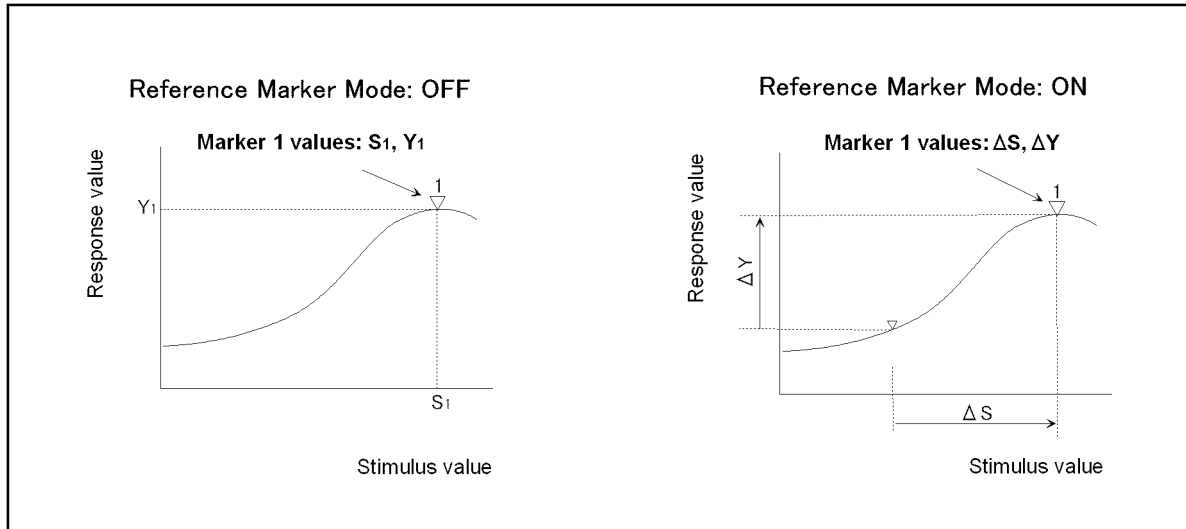 Reference Marker Mode: OFF
Marker 1 values: S1, Y1
1
Y1
Response value
S1
Stimulus value
Reference Marker Mode: ON
Marker 1 values: ΔS, ΔY
1
Response value
ΔY
ΔS
Stimulus value